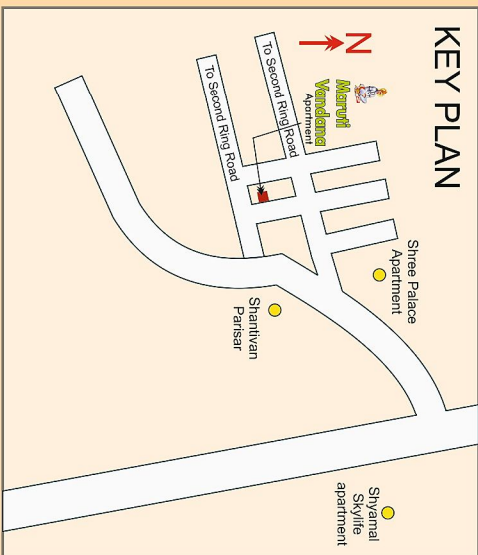 KEY PLAN
N
Maruti
Vandana
Apartment
To Second Ring Road
To Second Ring Road
Shree Palace
Apartment
Shantivan
Parisar
Shyamal
Skylife
apartment